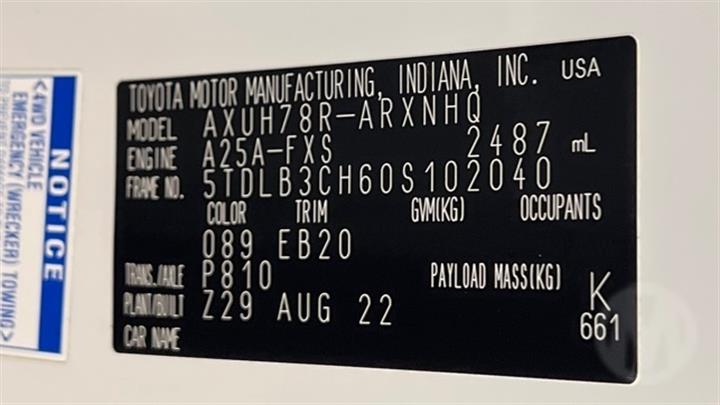 TOYOTA MOTOR MANUFACTURING, INDIANA, INC. USA
MODEL AXUH78R-ARXNHQ
ENGINE A25A-FXS 2487 mL
FRAME NO. 5TDLB3CH60S102040
COLOR TRIM GVM(KG) OCCUPANTS
089 EB20
TRANS./AXLE P810 PAYLOAD MASS(KG) K
PLANT/BUILT Z29 AUG 22 661
CAR NAME
NOTICE
<4WD VEHICLE
EMERGENCY (WRECKER) TOWING>